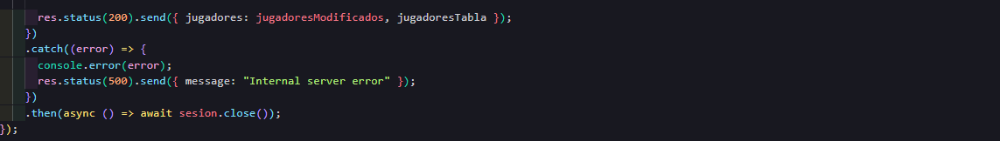 res.status(200).send({ jugadores: jugadoresModificados, jugadoresTabla });
})
.catch((error) => {
console.error(error);
res.status(500).send({ message: "Internal server error" });
})
.then(async () => await sesion.close());
});